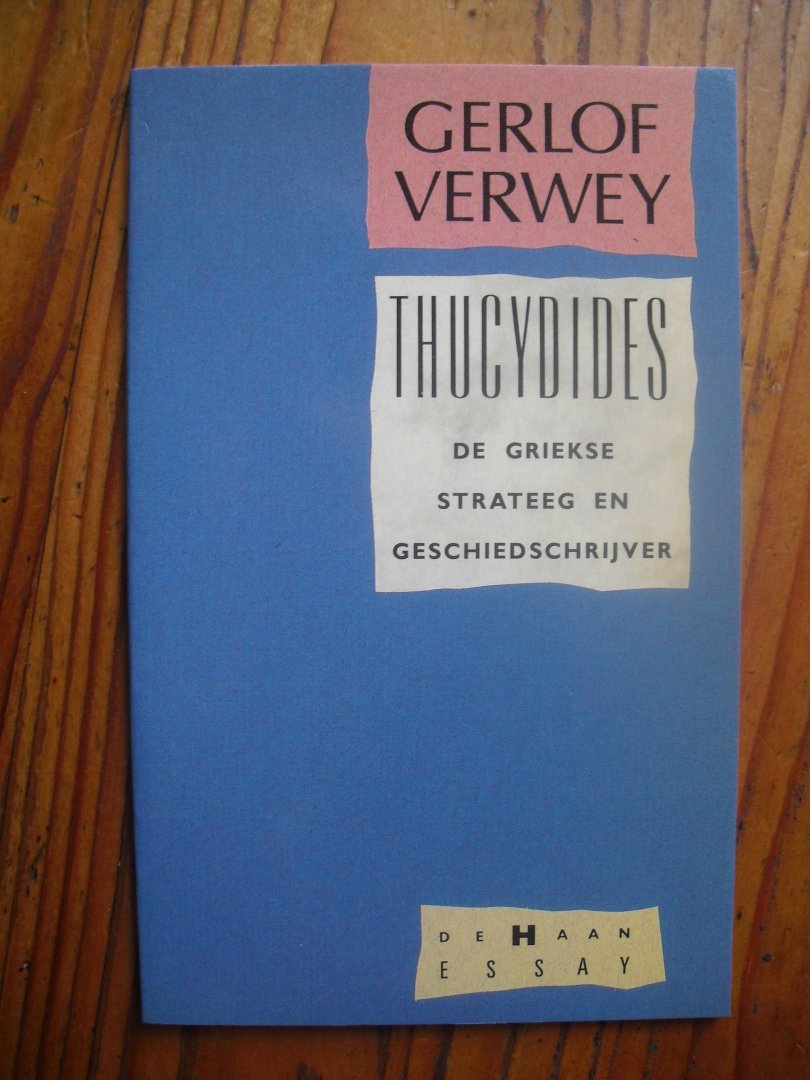 GERLOF
VERWEY
THUCYDIDES
DE GRIEKSE
STRATEEG EN
GESCHIEDSCHRIJVER
DE HAAN
ESSAY